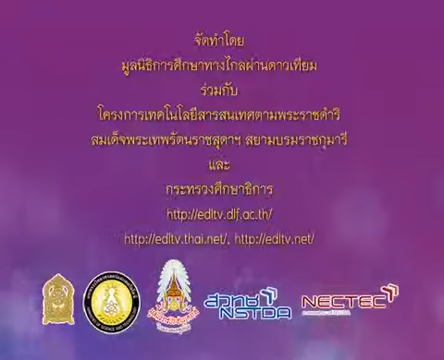 จัดทำโดย
มูลนิธิการศึกษาทางไกลผ่านดาวเทียม
ร่วมกับ
โครงการเทคโนโลยีสารสนเทศตามพระราชดำริ
สมเด็จพระเทพรัตนราชสุดาฯ สยามบรมราชกุมารี
และ
กระทรวงศึกษาธิการ
http://edltv.dlf.ac.th/
http://edltv.thai.net/, http://edltv.net/
สวทช NSTDA
NECTEC